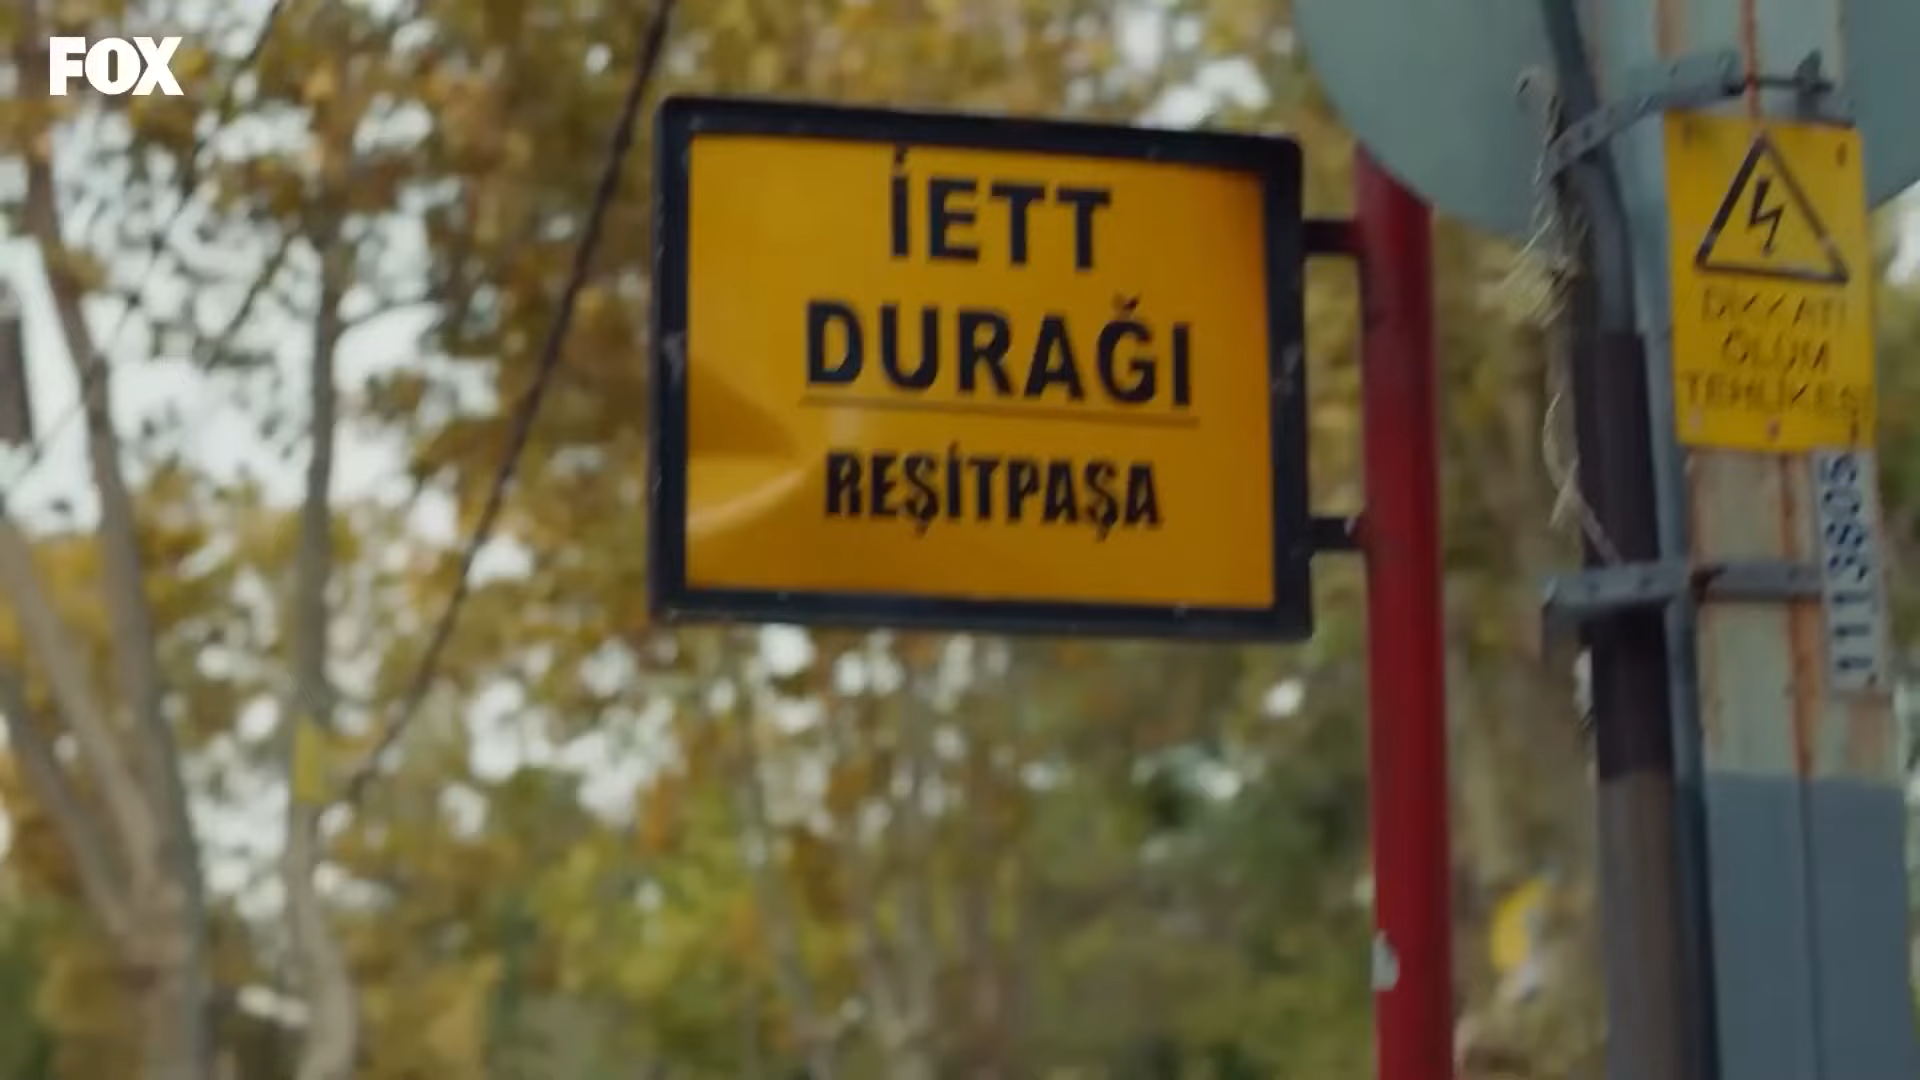 FOX
İETT
DURAĞI
REŞİTPAŞA
DİKKAT!
ÖLÜM
TEHLİKESİ